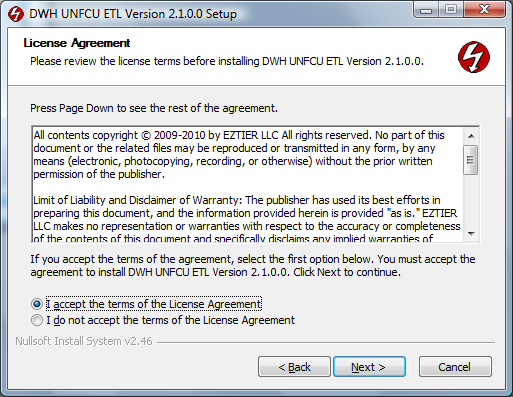 DWH UNFCU ETL Version 2.1.0.0 Setup
License Agreement
Please review the license terms before installing DWH UNFCU ETL Version 2.1.0.0.
Press Page Down to see the rest of the agreement.
All contents copyright © 2009-2010 by EZTIER LLC All rights reserved. No part of this
document or the related files may be reproduced or transmitted in any form, by any
means (electronic, photocopying, recording, or otherwise) without the prior written
permission of the publisher.
Limit of Liability and Disclaimer of Warranty: The publisher has used its best efforts in
preparing this document, and the information provided herein is provided "as is." EZTIER
LLC makes no representation or warranties with respect to the accuracy or completeness
of the contents of this document and specifically disclaims any implied warranties of
If you accept the terms of the agreement, select the first option below. You must accept the
agreement to install DWH UNFCU ETL Version 2.1.0.0. Click Next to continue.
I accept the terms of the License Agreement
I do not accept the terms of the License Agreement
Nullsoft Install System v2.46
< Back Next > Cancel